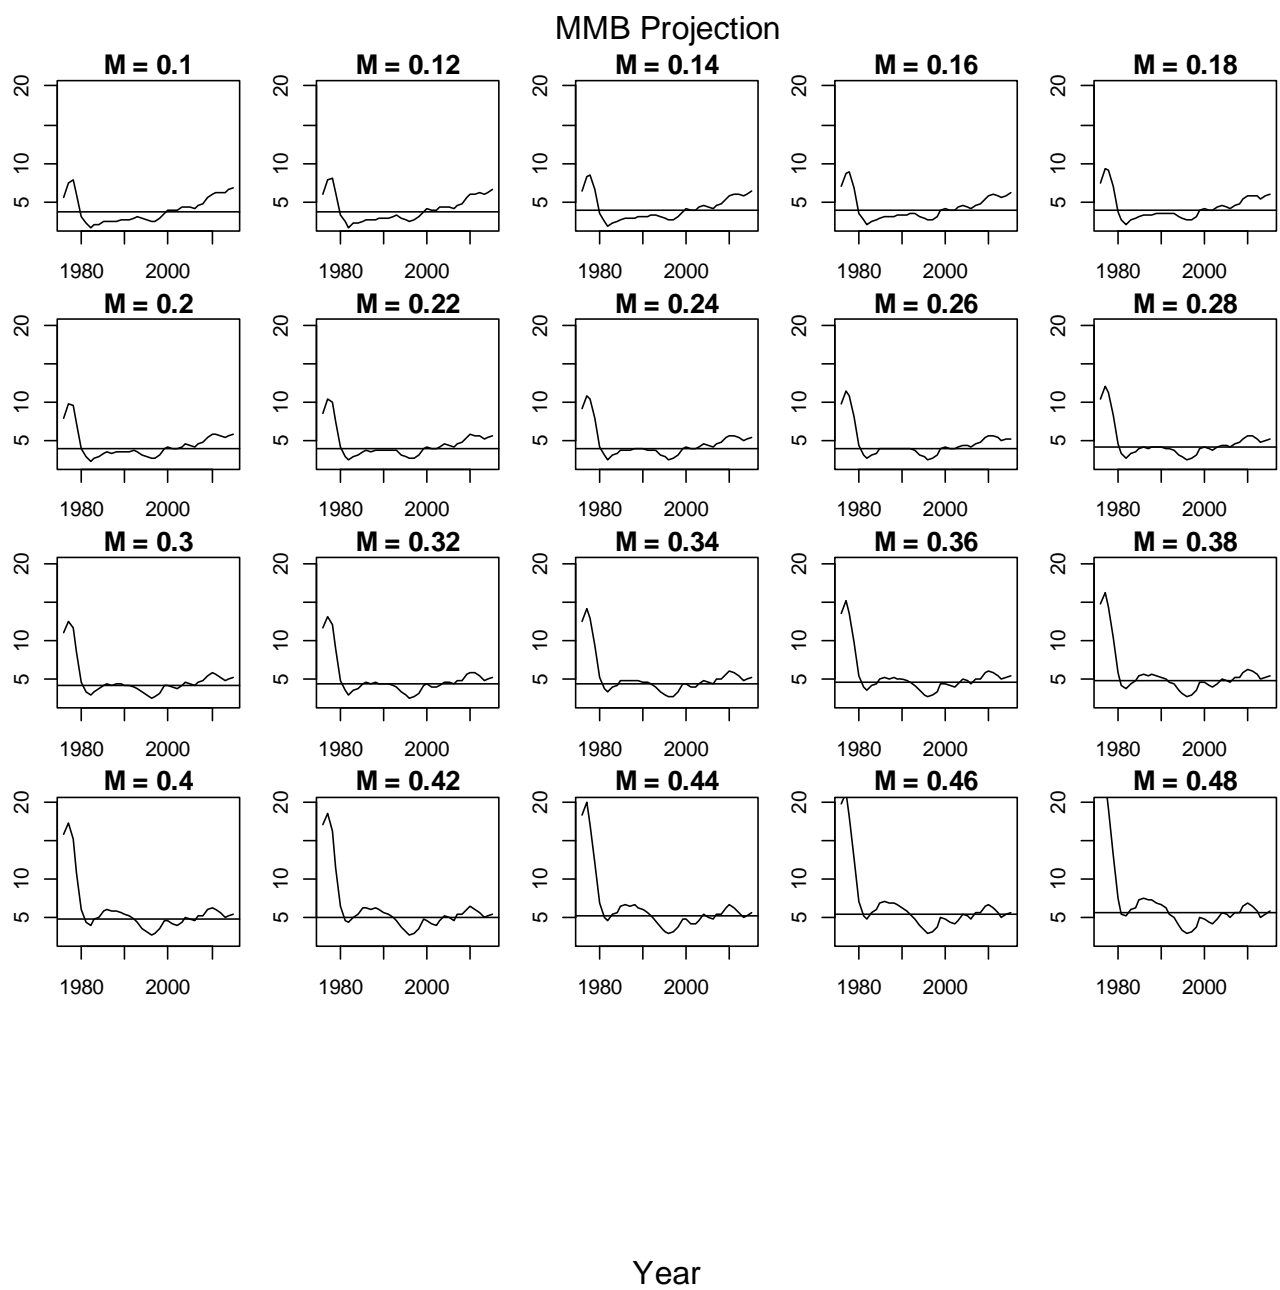 MMB Projection
M = 0.1 M = 0.12 M = 0.14 M = 0.16 M = 0.18
20 20 20 20 20
10 10 10 10 10
5 5 5 5 5
1980 2000 1980 2000 1980 2000 1980 2000 1980 2000
M = 0.2 M = 0.22 M = 0.24 M = 0.26 M = 0.28
20 20 20 20 20
10 10 10 10 10
5 5 5 5 5
1980 2000 1980 2000 1980 2000 1980 2000 1980 2000
M = 0.3 M = 0.32 M = 0.34 M = 0.36 M = 0.38
20 20 20 20 20
10 10 10 10 10
5 5 5 5 5
1980 2000 1980 2000 1980 2000 1980 2000 1980 2000
M = 0.4 M = 0.42 M = 0.44 M = 0.46 M = 0.48
20 20 20 20 20
10 10 10 10 10
5 5 5 5 5
1980 2000 1980 2000 1980 2000 1980 2000 1980 2000
Year